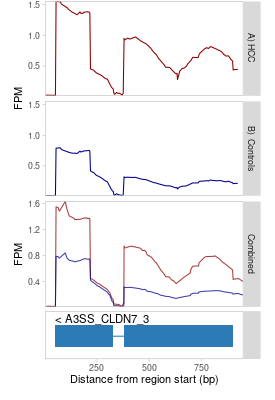 1.5
1.0
0.5
FPM
A) HCC
1.5
1.0
0.5
B) Controls
1.6
1.2
0.8
0.4
FPM
Combined
< A3SS_CLDN7_3
250 500 750
Distance from region start (bp)